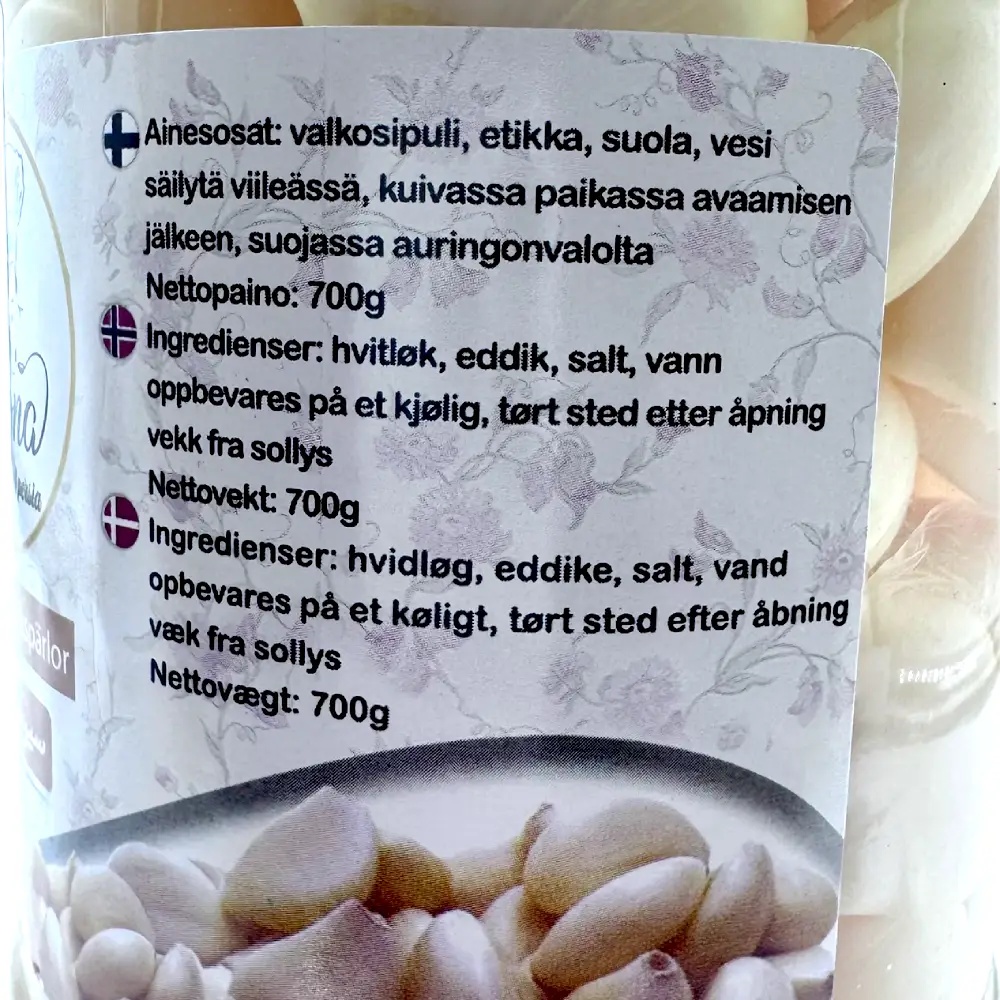 Ainesosat: valkosipuli, etikka, suola, vesi
säilytä viileässä, kuivassa paikassa avaamisen
jälkeen, suojassa auringonvalolta
Nettopaino: 700g
Ingredienser: hvitløk, eddik, salt, vann
oppbevares på et kjølig, tørt sted etter åpning
vekk fra sollys
Nettovekt: 700g
Ingredienser: hvidløg, eddike, salt, vand
opbevares på et køligt, tørt sted efter åbning
væk fra sollys
Nettovægt: 700g